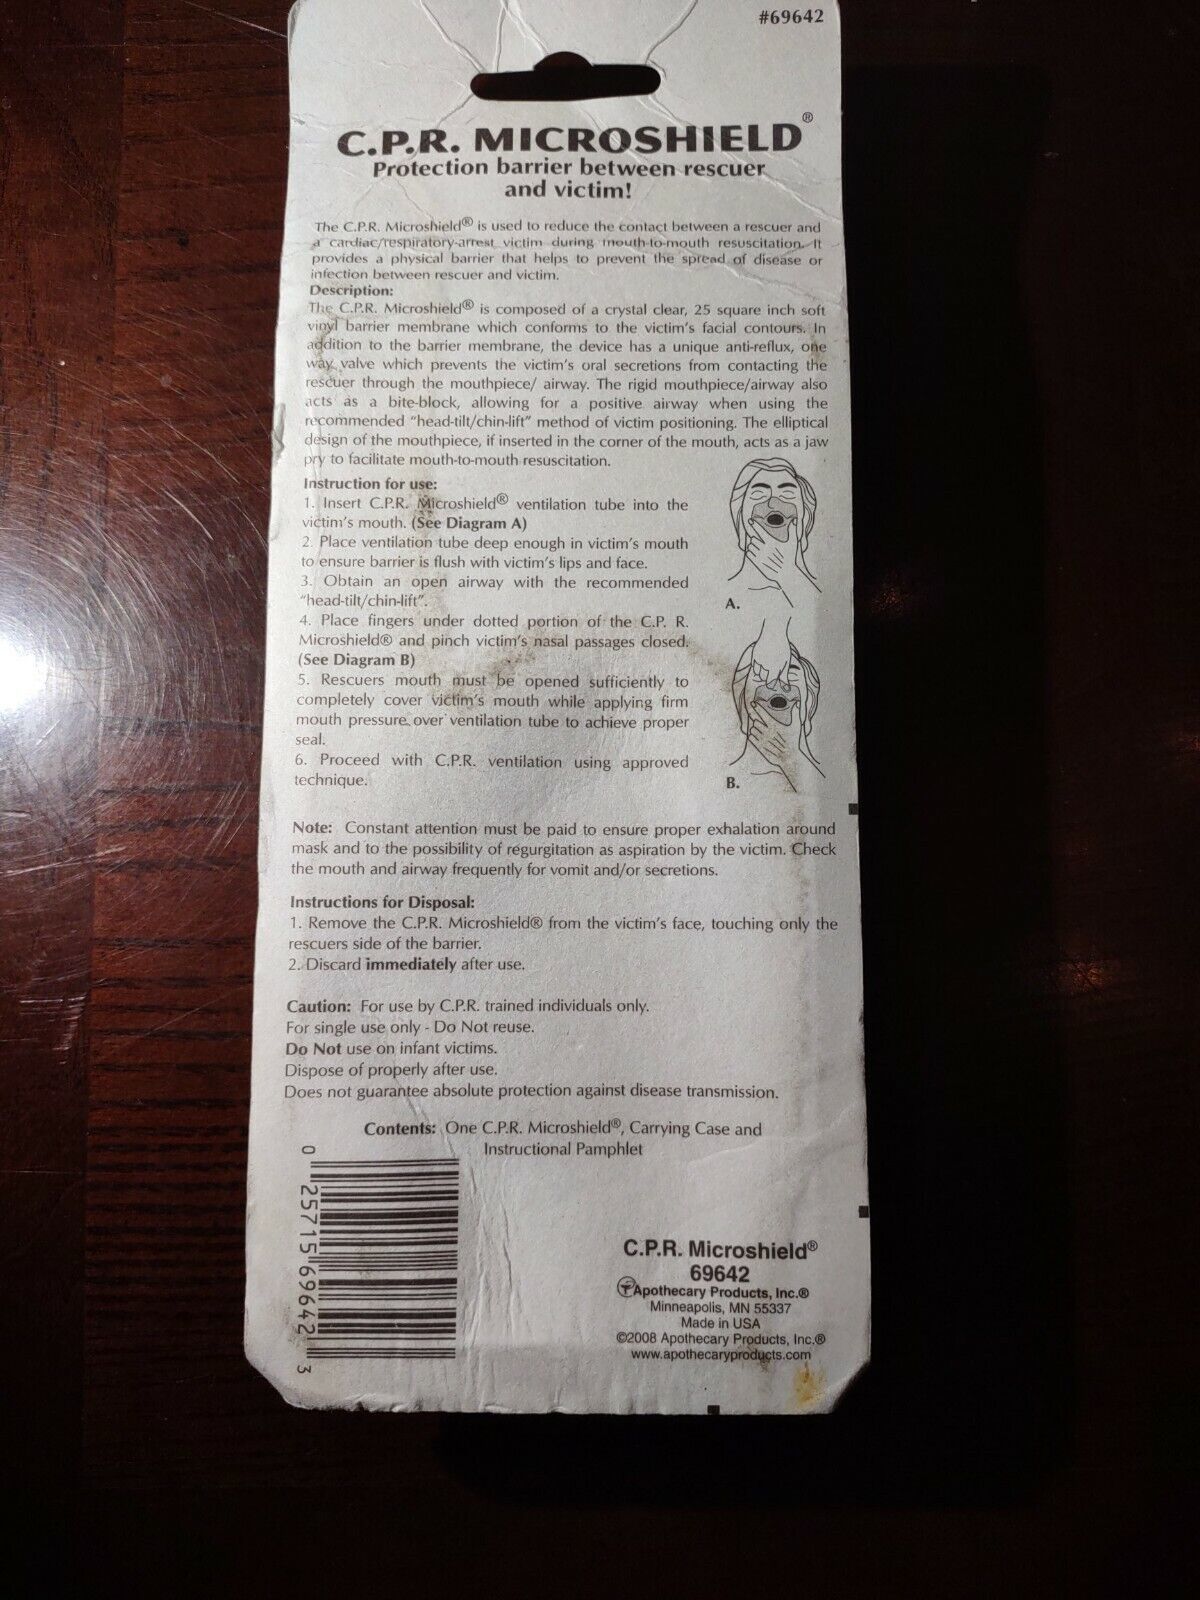 #69642
C.P.R. MICROSHIELD®
Protection barrier between rescuer
and victim!
The C.P.R. Microshield® is used to reduce the contact between a rescuer and
a cardiac/respiratory-arrest victim during mouth-to-mouth resuscitation. It
provides a physical barrier that helps to prevent the spread of disease or
infection between rescuer and victim.
Description:
The C.P.R. Microshield® is composed of a crystal clear, 25 square inch soft
vinyl barrier membrane which conforms to the victim's facial contours. In
addition to the barrier membrane, the device has a unique anti-reflux, one
way valve which prevents the victim's oral secretions from contacting the
rescuer through the mouthpiece/ airway. The rigid mouthpiece/airway also
acts as a bite-block, allowing for a positive airway when using the
recommended "head-tilt/chin-lift" method of victim positioning. The elliptical
design of the mouthpiece, if inserted in the corner of the mouth, acts as a jaw
pry to facilitate mouth-to-mouth resuscitation.
Instruction for use:
1. Insert C.P.R. Microshield® ventilation tube into the
victim's mouth. (See Diagram A)
2. Place ventilation tube deep enough in victim's mouth
to ensure barrier is flush with victim's lips and face.
3. Obtain an open airway with the recommended
"head-tilt/chin-lift".
A.
4. Place fingers under dotted portion of the C.P. R.
Microshield® and pinch victim's nasal passages closed.
(See Diagram B)
5. Rescuers mouth must be opened sufficiently to
completely cover victim's mouth while applying firm
mouth pressure over ventilation tube to achieve proper
seal.
6. Proceed with C.P.R. ventilation using approved
technique.
B.
Note: Constant attention must be paid to ensure proper exhalation around
mask and to the possibility of regurgitation as aspiration by the victim. Check
the mouth and airway frequently for vomit and/or secretions.
Instructions for Disposal:
1. Remove the C.P.R. Microshield® from the victim's face, touching only the
rescuers side of the barrier.
2. Discard immediately after use.
Caution: For use by C.P.R. trained individuals only.
For single use only - Do Not reuse.
Do Not use on infant victims.
Dispose of properly after use.
Does not guarantee absolute protection against disease transmission.
Contents: One C.P.R. Microshield®, Carrying Case and
Instructional Pamphlet
0 25715 69642 3
C.P.R. Microshield®
69642
Apothecary Products, Inc.®
Minneapolis, MN 55337
Made in USA
©2008 Apothecary Products, Inc.®
www.apothecaryproducts.com